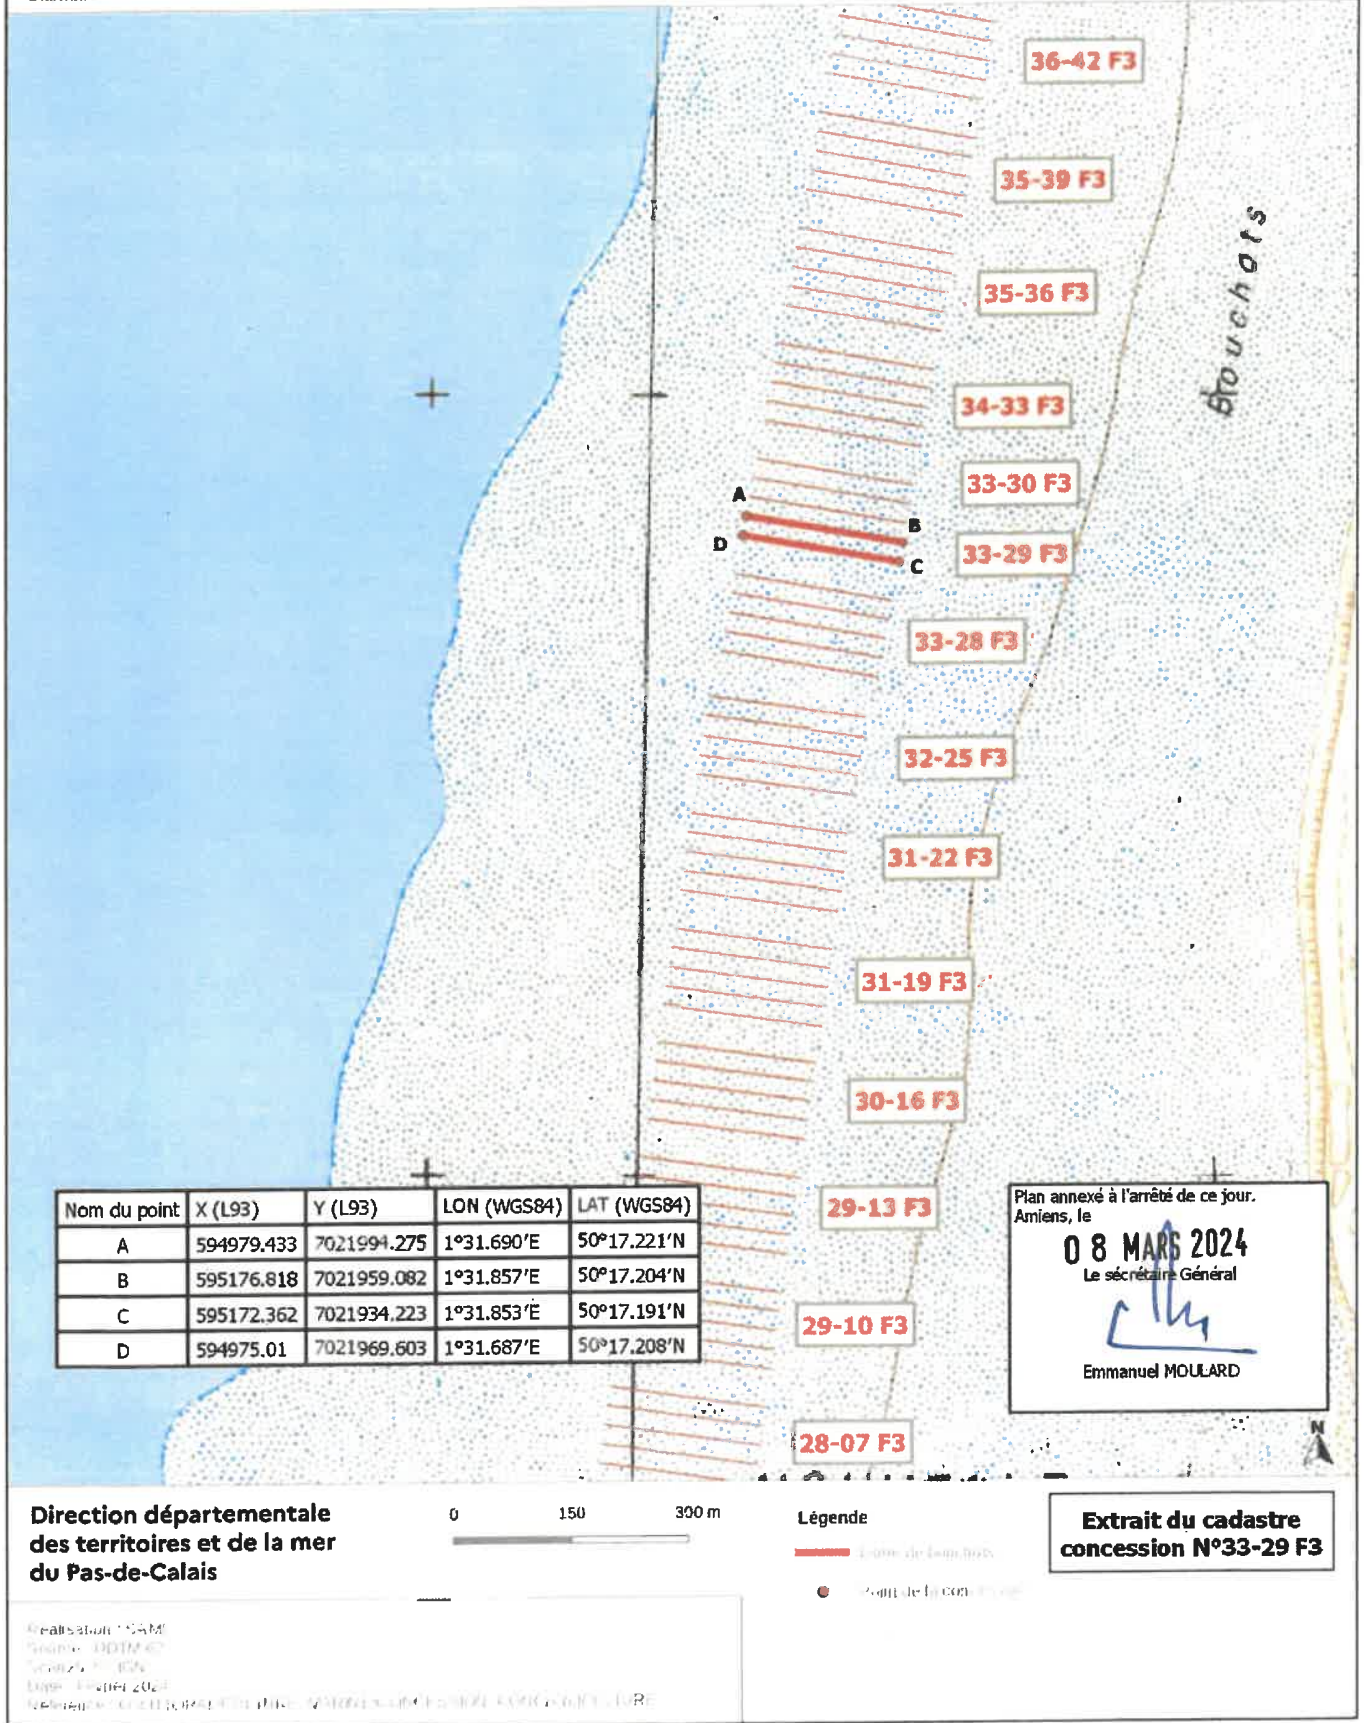 36-42 F3
35-39 F3
Bouchots
35-36 F3
34-33 F3
33-30 F3
A
B
33-29 F3
D
C
33-28 F3
32-25 F3
31-22 F3
31-19 F3
30-16 F3
29-13 F3
29-10 F3
28-07 F3
Nom du point X (L93) Y (L93) LON (WGS84) LAT (WGS84)
A 594979.433 7021994.275 1°31.690'E 50°17.221'N
B 595176.818 7021959.082 1°31.857'E 50°17.204'N
C 595172.362 7021934.223 1°31.853'E 50°17.191'N
D 594975.01 7021969.603 1°31.687'E 50°17.208'N
Plan annexé à l'arrêté de ce jour.
Amiens, le
08 MARS 2024
Le sécrétaire Général
Emmanuel MOULARD
N
Direction départementale
des territoires et de la mer
du Pas-de-Calais
0 150 300 m
Légende
Extrait du cadastre
concession N°33-29 F3